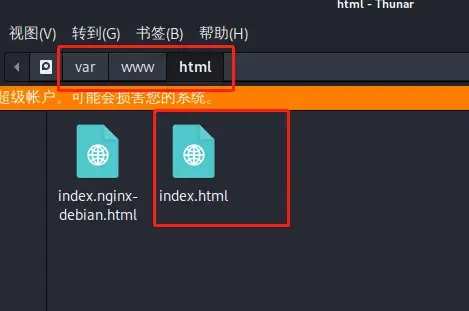 html - Thunar
视图(V) 转到(G) 书签(B) 帮助(H)
var www html
超级帐户。可能会损害您的系统。
index.nginx-
debian.html
index.html